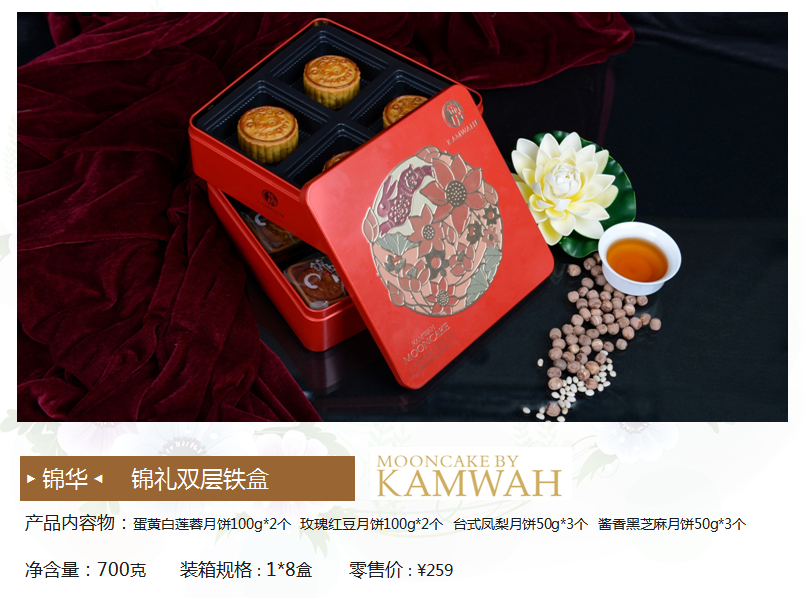 KAMWAH
MOONCAKE
▸ 锦华 ◂ 锦礼双层铁盒
MOONCAKE BY
KAMWAH
产品内容物：蛋黄白莲蓉月饼100g*2个 玫瑰红豆月饼100g*2个 台式凤梨月饼50g*3个 酱香黑芝麻月饼50g*3个
净含量：700克 装箱规格：1*8盒 零售价：¥259